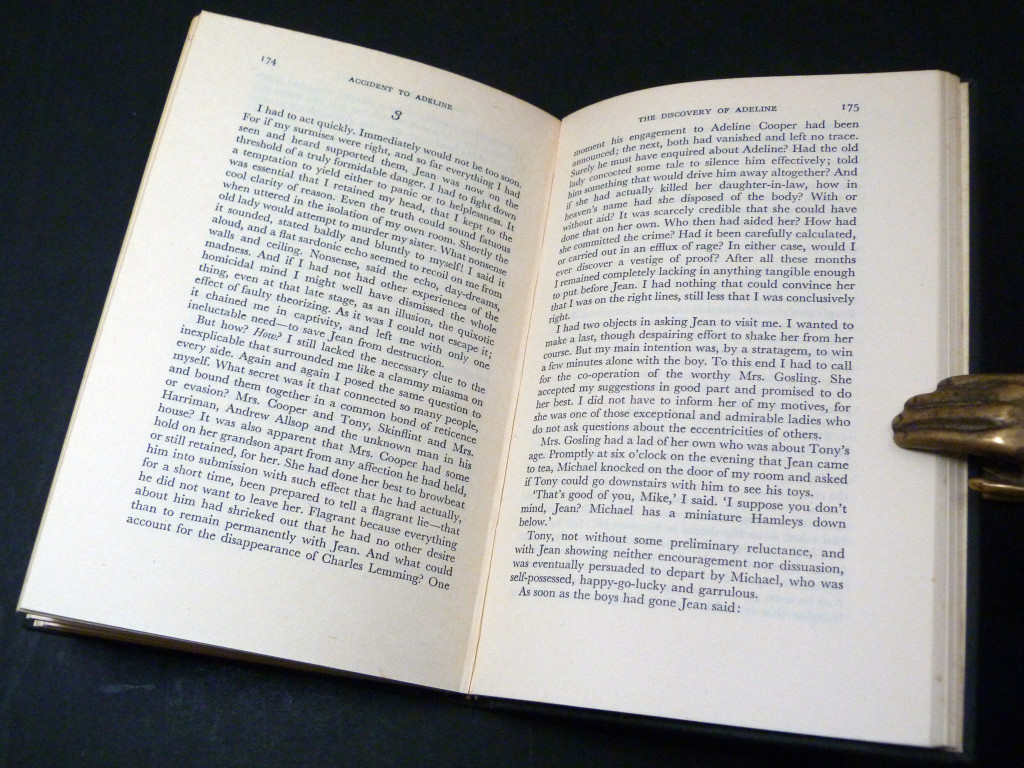 174
ACCIDENT TO ADELINE
3
I had to act quickly. Immediately would not be too soon.
For if my surmises were right, and so far everything I had
seen and heard supported them, Jean was now on the
threshold of a truly formidable danger. I had to fight down
a temptation to yield either to panic or to helplessness. It
was essential that I retained my head, that I kept to the
cool clarity of reason. Even the truth could sound fatuous
when uttered in the isolation of my own room. Shortly the
old lady would attempt to murder my sister. What nonsense
it sounded, stated baldly and bluntly to myself! I said it
aloud, and a flat sardonic echo seemed to recoil on me from
walls and ceiling. Nonsense, said the echo, day-dreams,
madness. And if I had not had other experiences of the
homicidal mind I might well have dismissed the whole
thing, even at that late stage, as an illusion, the quixotic
effect of faulty theorizing. As it was I could not escape it;
it chained me in captivity, and left me with only one
ineluctable need—to save Jean from destruction.
But how? How? I still lacked the necessary clue to the
inexplicable that surrounded me like a clammy miasma on
every side. Again and again I posed the same question to
myself. What secret was it that connected so many people,
and bound them together in a common bond of reticence
or evasion? Mrs. Cooper and Tony, Skinflint and Mrs.
Harriman, Andrew Allsop and the unknown man in his
house? It was also apparent that Mrs. Cooper had some
hold on her grandson apart from any affection he had held,
or still retained, for her. She had done her best to browbeat
him into submission with such effect that he had actually,
for a short time, been prepared to tell a flagrant lie—that
he did not want to leave her. Flagrant because everything
about him had shrieked out that he had no other desire
than to remain permanently with Jean. And what could
account for the disappearance of Charles Lemming? One
THE DISCOVERY OF ADELINE
175
moment his engagement to Adeline Cooper had been
announced; the next, both had vanished and left no trace.
Surely he must have enquired about Adeline? Had the old
lady concocted some tale to silence him effectively; told
him something that would drive him away altogether? And
if she had actually killed her daughter-in-law, how in
heaven's name had she disposed of the body? With or
without aid? It was scarcely credible that she could have
done that on her own. Who then had aided her? How had
she committed the crime? Had it been carefully calculated,
or carried out in an efflux of rage? In either case, would I
ever discover a vestige of proof? After all these months
I remained completely lacking in anything tangible enough
to put before Jean. I had nothing that could convince her
that I was on the right lines, still less that I was conclusively
right.
I had two objects in asking Jean to visit me. I wanted to
make a last, though despairing effort to shake her from her
course. But my main intention was, by a stratagem, to win
a few minutes alone with the boy. To this end I had to call
for the co-operation of the worthy Mrs. Gosling. She
accepted my suggestions in good part and promised to do
her best. I did not have to inform her of my motives, for
she was one of those exceptional and admirable ladies who
do not ask questions about the eccentricities of others.
Mrs. Gosling had a lad of her own who was about Tony's
age. Promptly at six o'clock on the evening that Jean came
to tea, Michael knocked on the door of my room and asked
if Tony could go downstairs with him to see his toys.
'That's good of you, Mike,' I said. 'I suppose you don't
mind, Jean? Michael has a miniature Hamleys down
below.'
Tony, not without some preliminary reluctance, and
with Jean showing neither encouragement nor dissuasion,
was eventually persuaded to depart by Michael, who was
self-possessed, happy-go-lucky and garrulous.
As soon as the boys had gone Jean said: